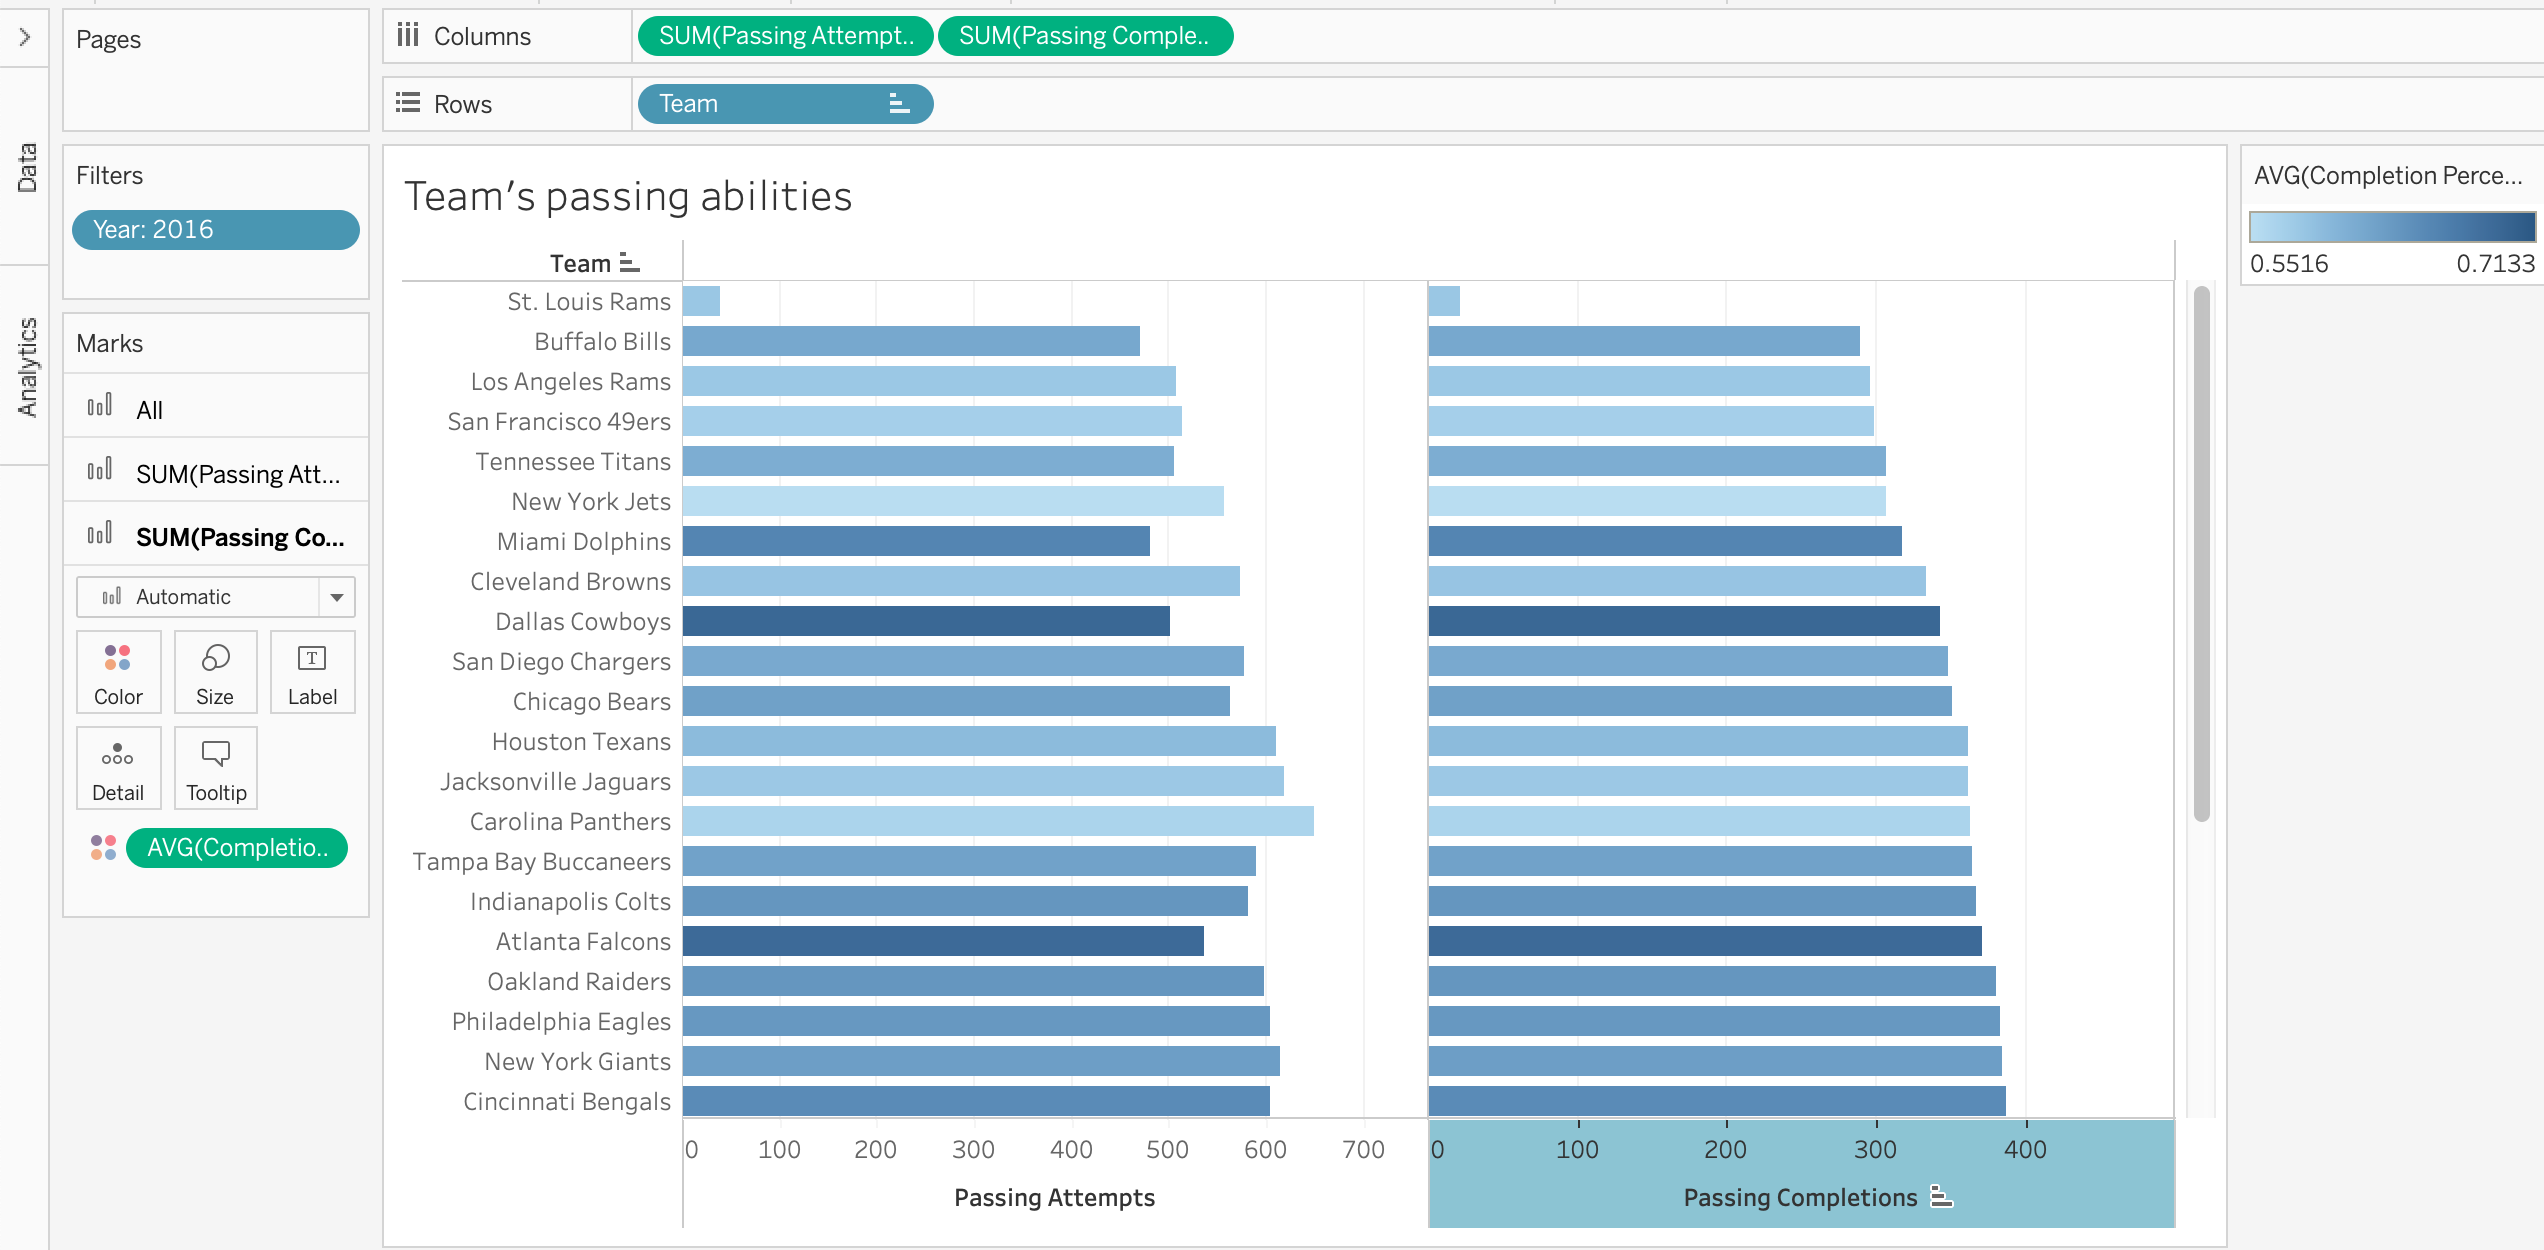 Pages
Columns
SUM(Passing Attempt..
SUM(Passing Comple..
Rows
Team
Data
Analytics
Filters
Year: 2016
Marks
All
SUM(Passing Att...
SUM(Passing Co...
Automatic
Color
Size
Label
Detail
Tooltip
AVG(Completio..
Team's passing abilities
Team
St. Louis Rams
Buffalo Bills
Los Angeles Rams
San Francisco 49ers
Tennessee Titans
New York Jets
Miami Dolphins
Cleveland Browns
Dallas Cowboys
San Diego Chargers
Chicago Bears
Houston Texans
Jacksonville Jaguars
Carolina Panthers
Tampa Bay Buccaneers
Indianapolis Colts
Atlanta Falcons
Oakland Raiders
Philadelphia Eagles
New York Giants
Cincinnati Bengals
0 100 200 300 400 500 600 700
Passing Attempts
0 100 200 300 400
Passing Completions
AVG(Completion Perce...
0.5516 0.7133